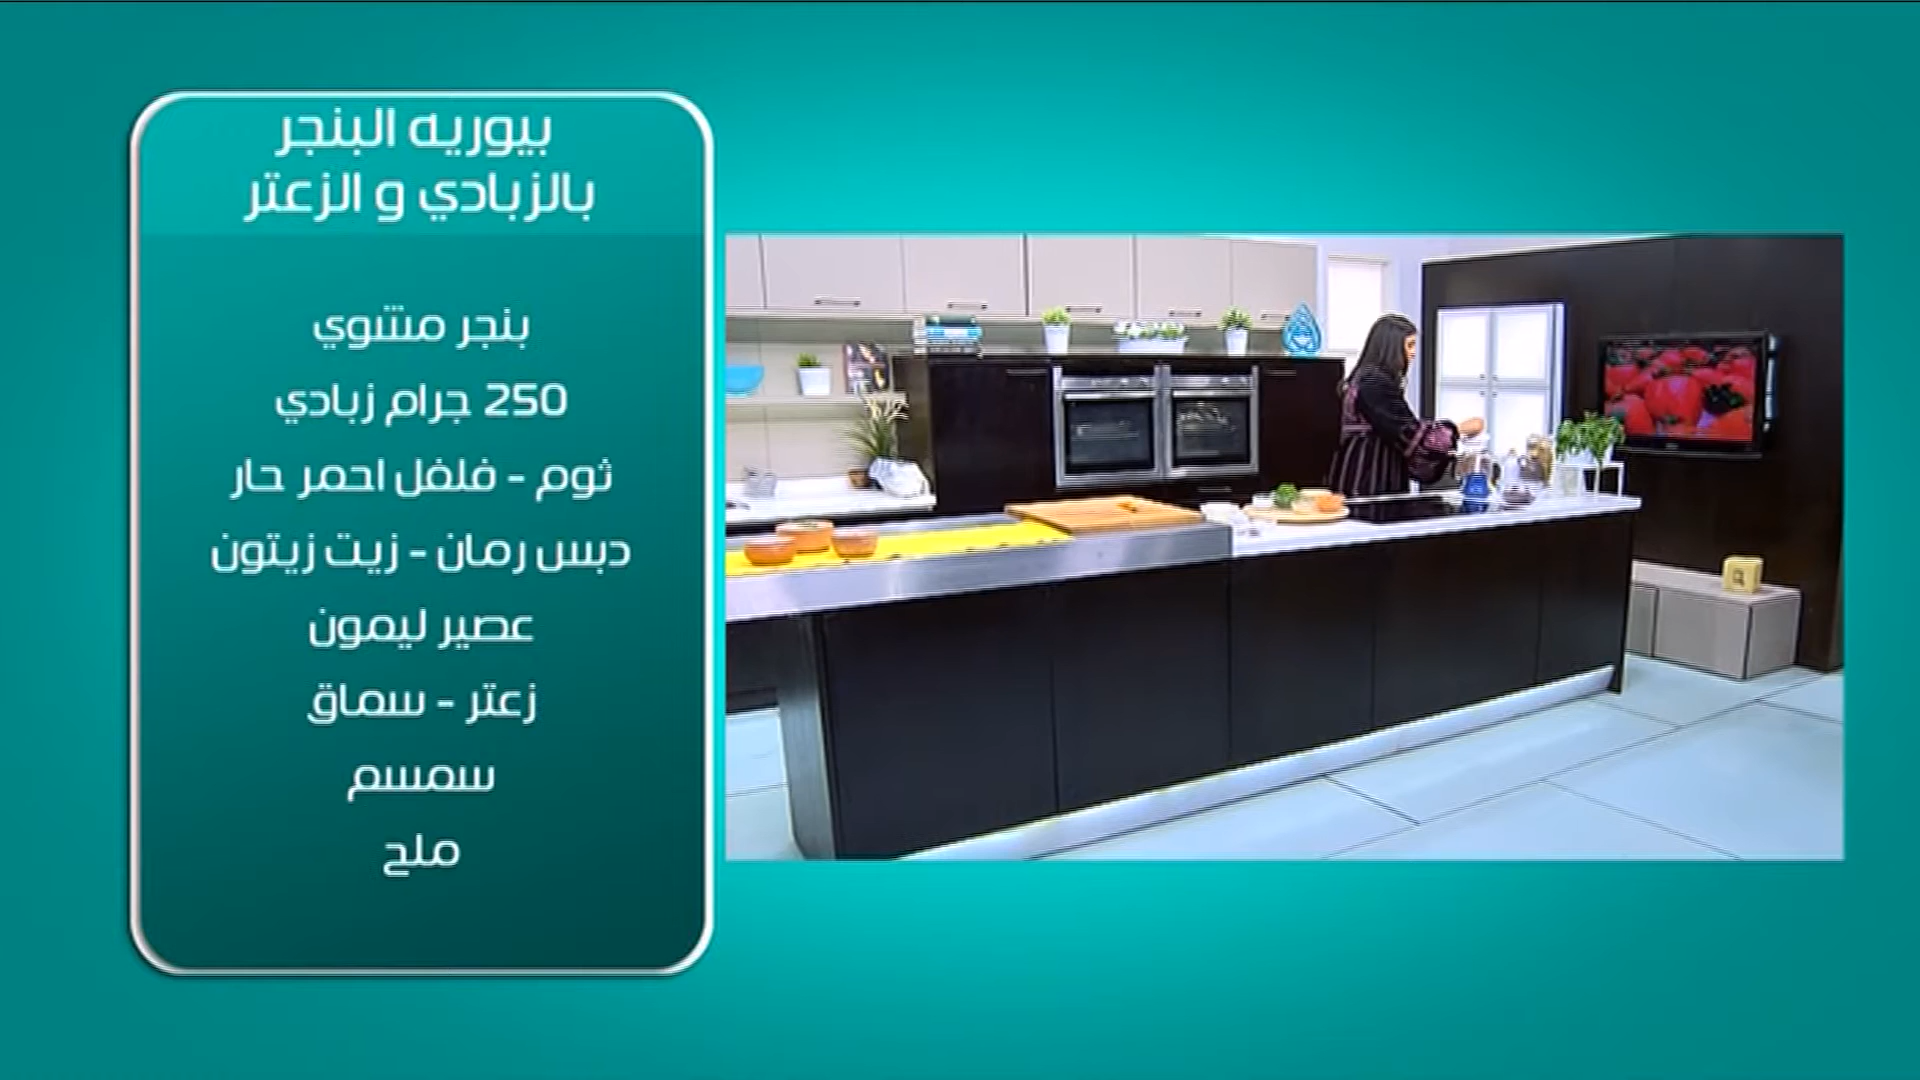 بيوريه البنجر
بالزبادي و الزعتر
بنجر مشوي
250 جرام زبادي
ثوم - فلفل احمر حار
دبس رمان - زيت زيتون
عصير ليمون
زعتر - سماق
سمسم
ملح